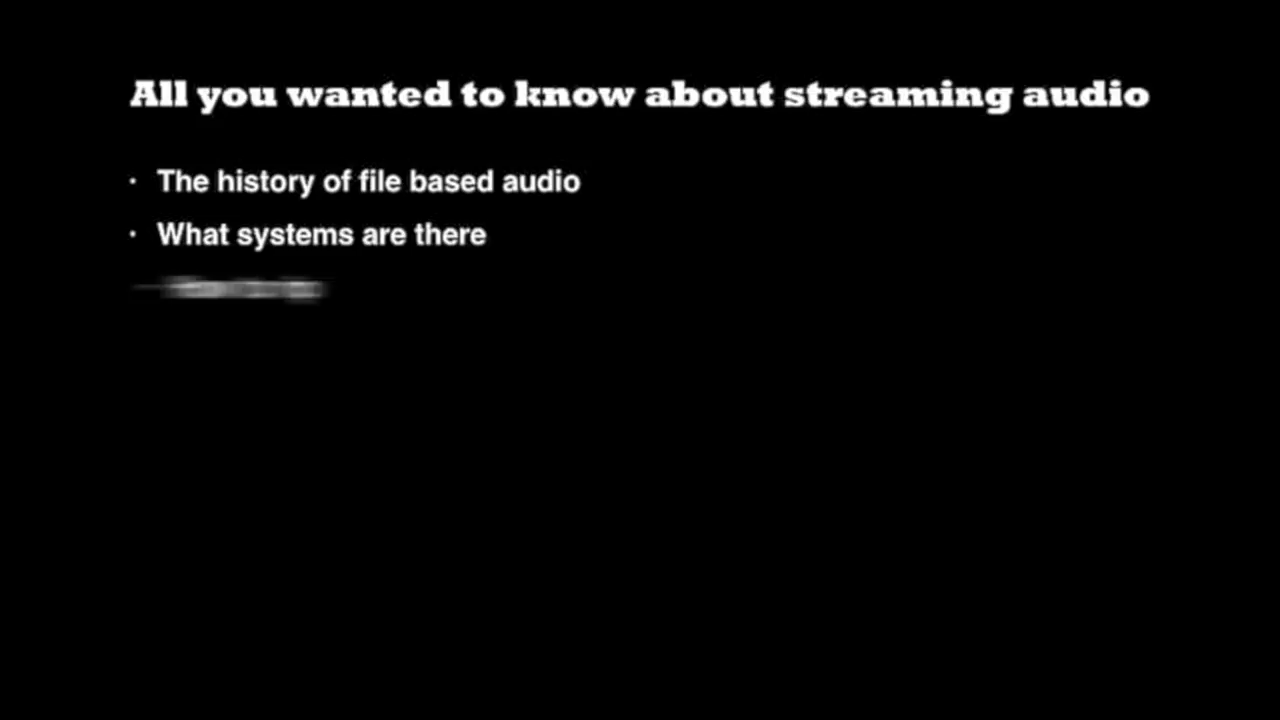 All you wanted to know about streaming audio
· The history of file based audio
· What systems are there